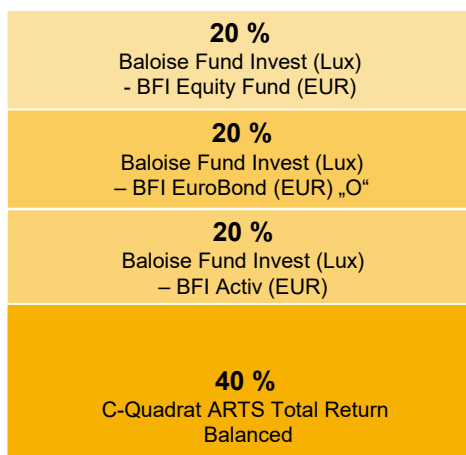 20 %
Baloise Fund Invest (Lux)
- BFI Equity Fund (EUR)
20 %
Baloise Fund Invest (Lux)
– BFI EuroBond (EUR) „O“
20 %
Baloise Fund Invest (Lux)
– BFI Activ (EUR)
40 %
C-Quadrat ARTS Total Return
Balanced